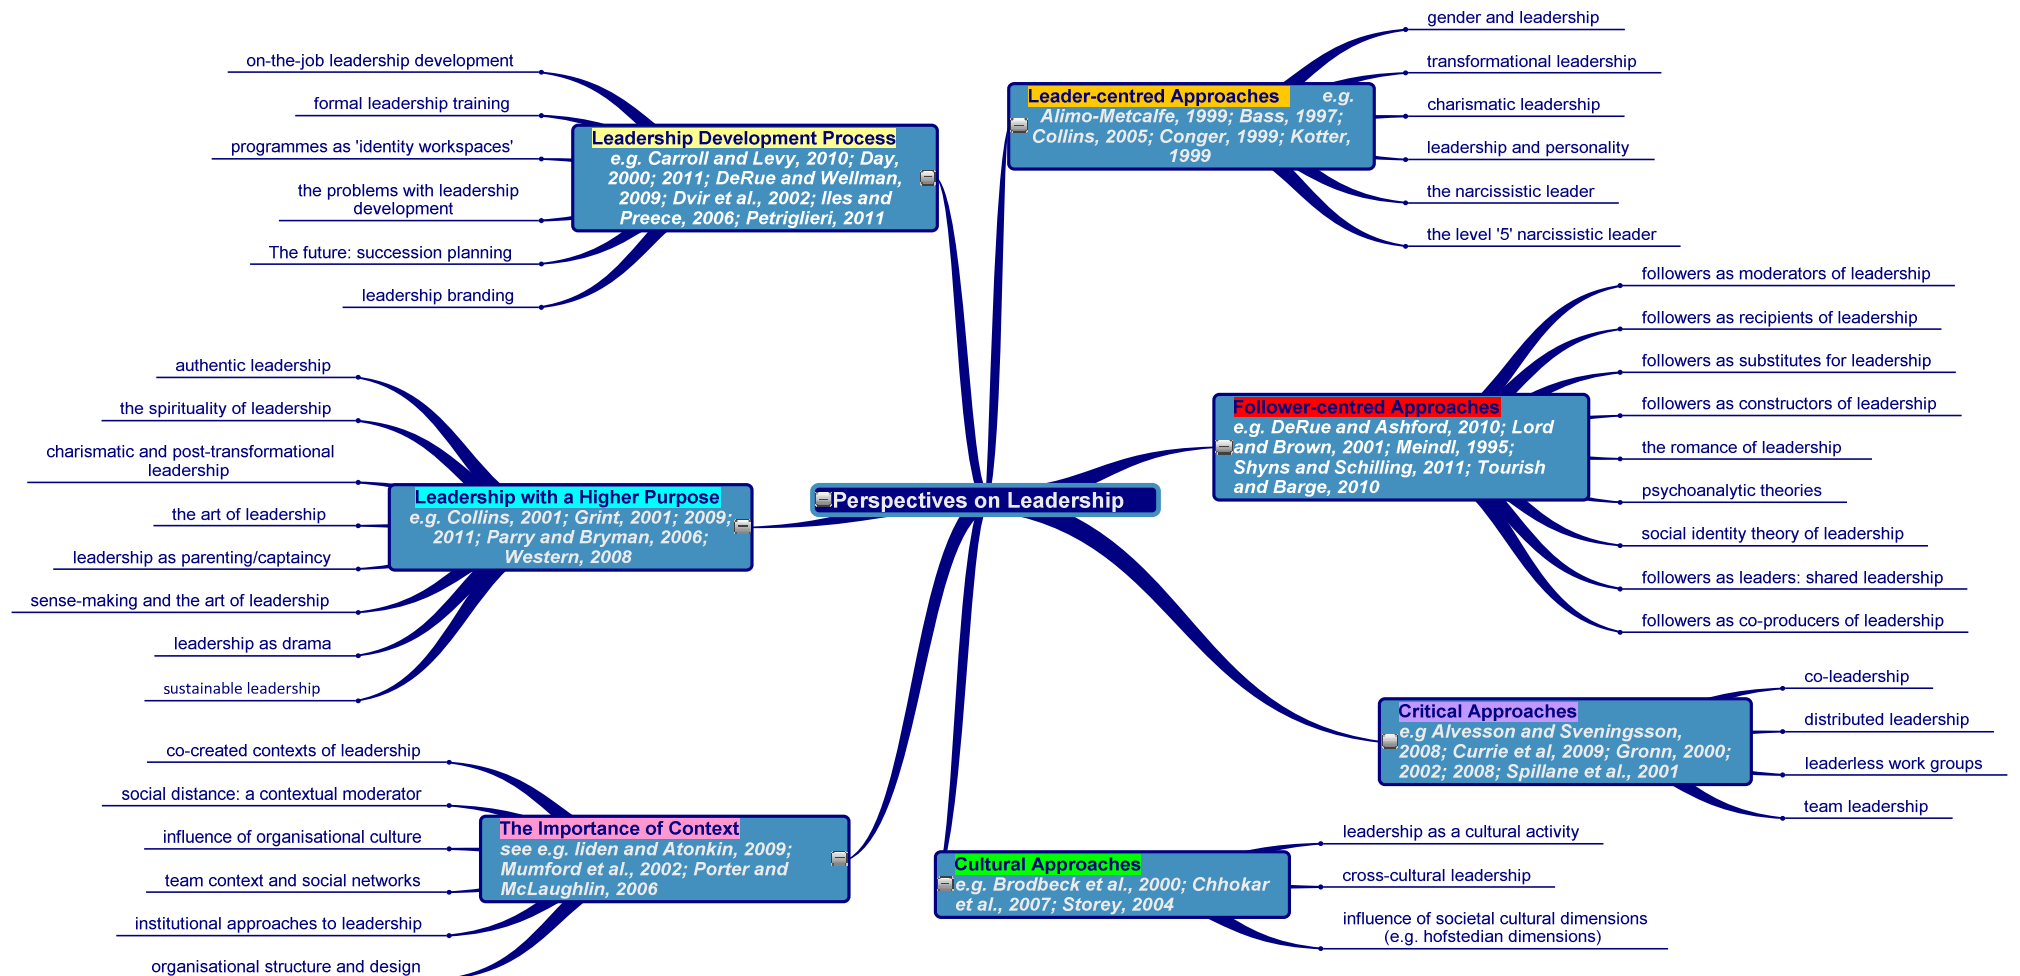 Perspectives on Leadership
Leader-centred Approaches e.g.
Alimo-Metcalfe, 1999; Bass, 1997;
Collins, 2005; Conger, 1999; Kotter,
1999
gender and leadership
transformational leadership
charismatic leadership
leadership and personality
the narcissistic leader
the level '5' narcissistic leader
Follower-centred Approaches
e.g. DeRue and Ashford, 2010; Lord
and Brown, 2001; Meindl, 1995;
Shyns and Schilling, 2011; Tourish
and Barge, 2010
followers as moderators of leadership
followers as recipients of leadership
followers as substitutes for leadership
followers as constructors of leadership
the romance of leadership
psychoanalytic theories
social identity theory of leadership
followers as leaders: shared leadership
followers as co-producers of leadership
Critical Approaches
e.g Alvesson and Sveningsson,
2008; Currie et al, 2009; Gronn, 2000;
2002; 2008; Spillane et al., 2001
co-leadership
distributed leadership
leaderless work groups
team leadership
Cultural Approaches
e.g. Brodbeck et al., 2000; Chhokar
et al., 2007; Storey, 2004
leadership as a cultural activity
cross-cultural leadership
influence of societal cultural dimensions
(e.g. hofstedian dimensions)
Leadership Development Process
e.g. Carroll and Levy, 2010; Day,
2000; 2011; DeRue and Wellman,
2009; Dvir et al., 2002; Iles and
Preece, 2006; Petriglieri, 2011
on-the-job leadership development
formal leadership training
programmes as 'identity workspaces'
the problems with leadership
development
The future: succession planning
leadership branding
Leadership with a Higher Purpose
e.g. Collins, 2001; Grint, 2001; 2009;
2011; Parry and Bryman, 2006;
Western, 2008
authentic leadership
the spirituality of leadership
charismatic and post-transformational
leadership
the art of leadership
leadership as parenting/captaincy
sense-making and the art of leadership
leadership as drama
sustainable leadership
The Importance of Context
see e.g. liden and Atonkin, 2009;
Mumford et al., 2002; Porter and
McLaughlin, 2006
co-created contexts of leadership
social distance: a contextual moderator
influence of organisational culture
team context and social networks
institutional approaches to leadership
organisational structure and design